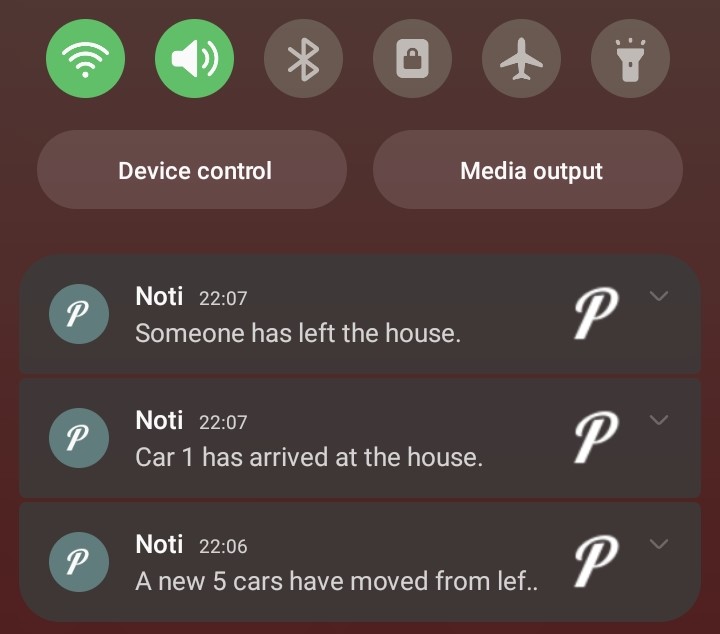 Device control
Media output
Noti 22:07
Someone has left the house.
Noti 22:07
Car 1 has arrived at the house.
Noti 22:06
A new 5 cars have moved from lef..